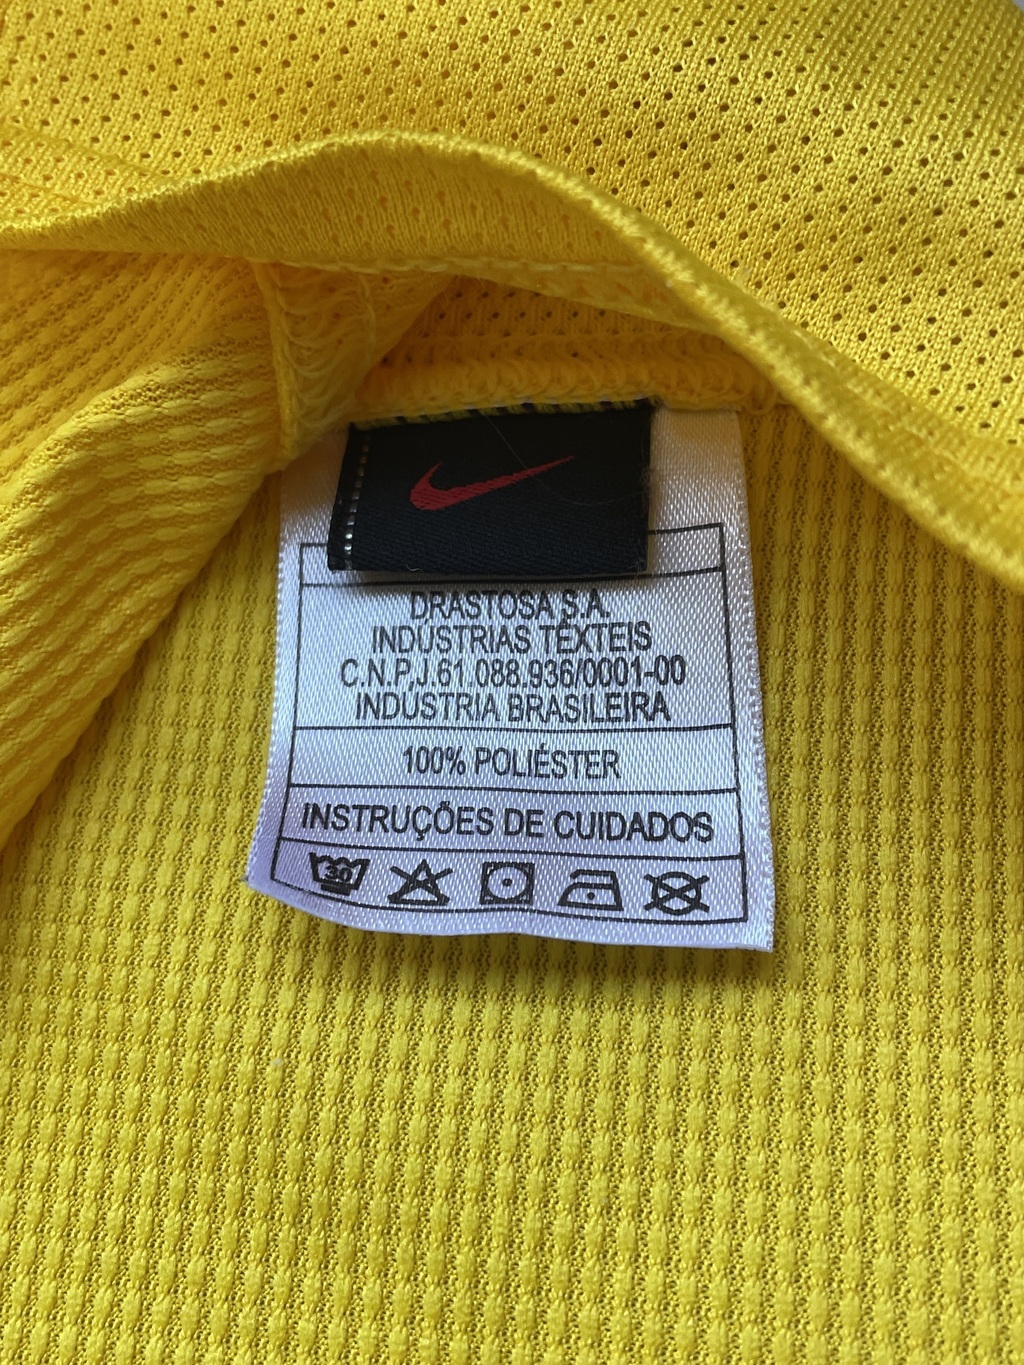 DRASTOSA S.A.
INDÚSTRIAS TÊXTEIS
C.N.P.J.61.088.936/0001-00
INDÚSTRIA BRASILEIRA
100% POLIÉSTER
INSTRUÇÕES DE CUIDADOS
30